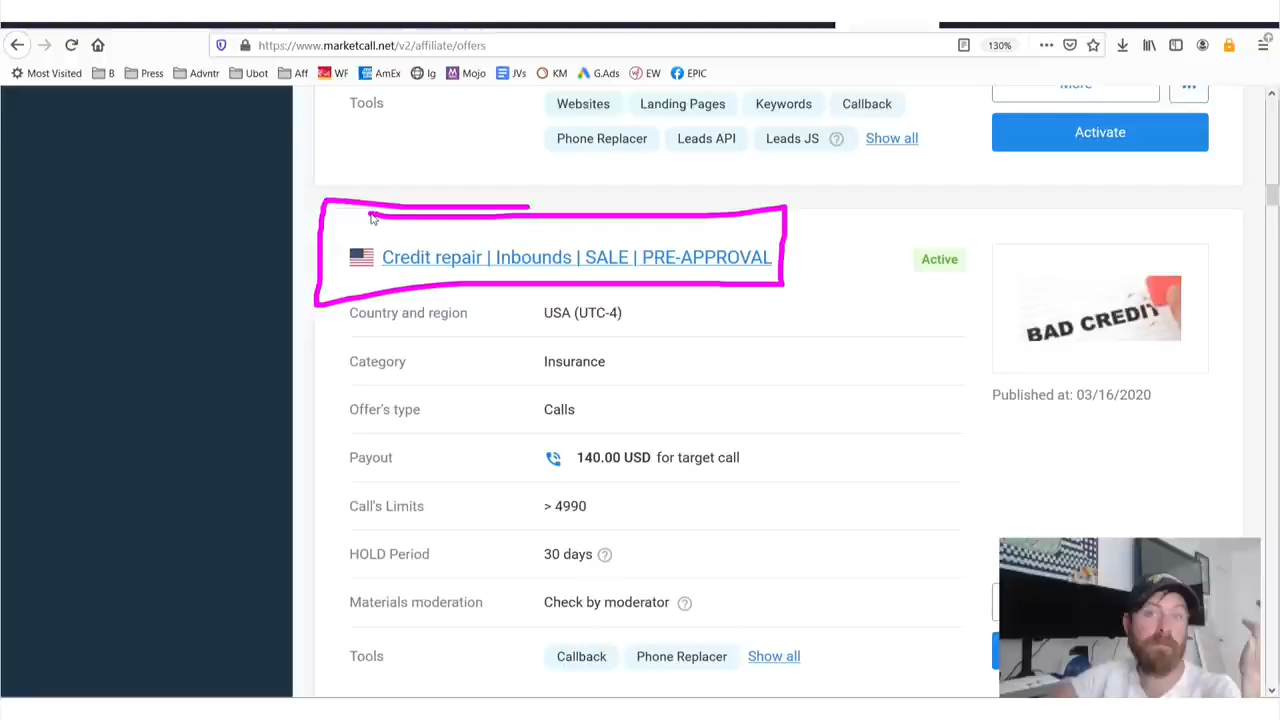 https://www.marketcall.net/v2/affiliate/offers
130%
Most Visited B Press Advntr Ubot Aff WF AmEx Ig Mojo JVs KM G.Ads EW EPIC
Tools Websites Landing Pages Keywords Callback
More
Phone Replacer Leads API Leads JS Show all
Activate
Credit repair | Inbounds | SALE | PRE-APPROVAL
Active
BAD CREDIT
Country and region USA (UTC-4)
Category Insurance
Published at: 03/16/2020
Offer's type Calls
Payout 140.00 USD for target call
Call's Limits > 4990
HOLD Period 30 days
Materials moderation Check by moderator
Tools Callback Phone Replacer Show all